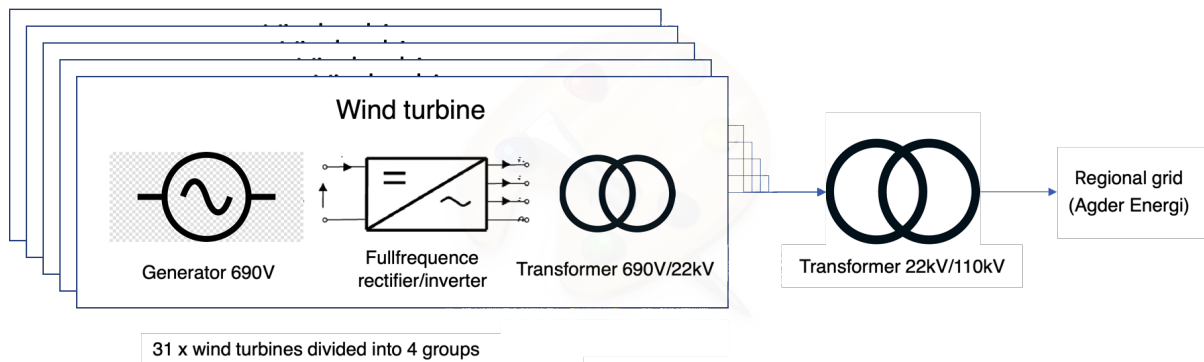 Wind turbine
Generator 690V
Fullfrequence
rectifier/inverter
Transformer 690V/22kV
Transformer 22kV/110kV
Regional grid
(Agder Energi)
31 x wind turbines divided into 4 groups